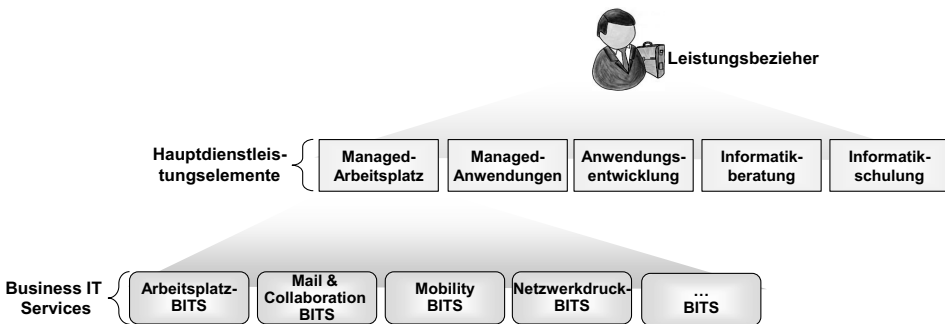 Leistungsbezieher
Hauptdienstleis-
tungselemente
Managed-
Arbeitsplatz
Managed-
Anwendungen
Anwendungs-
entwicklung
Informatik-
beratung
Informatik-
schulung
Business IT
Services
Arbeitsplatz-
BITS
Mail &
Collaboration
BITS
Mobility
BITS
Netzwerkdruck-
BITS
...
BITS